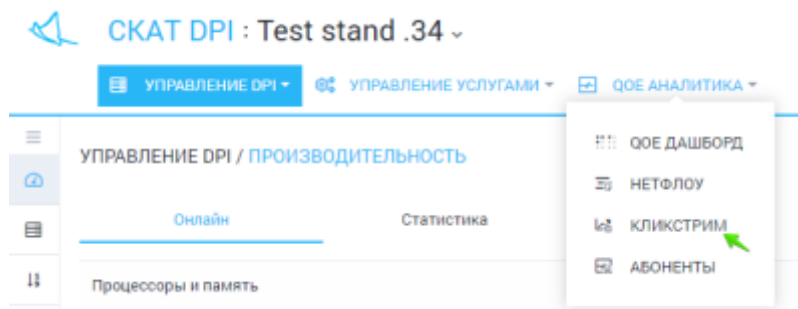 СКАТ DPI : Test stand .34
УПРАВЛЕНИЕ DPI УПРАВЛЕНИЕ УСЛУГАМИ QOE АНАЛИТИКА
УПРАВЛЕНИЕ DPI / ПРОИЗВОДИТЕЛЬНОСТЬ
Онлайн Статистика
Процессоры и память
QOE ДАШБОРД
НЕТФЛОУ
КЛИКСТРИМ
АБОНЕНТЫ